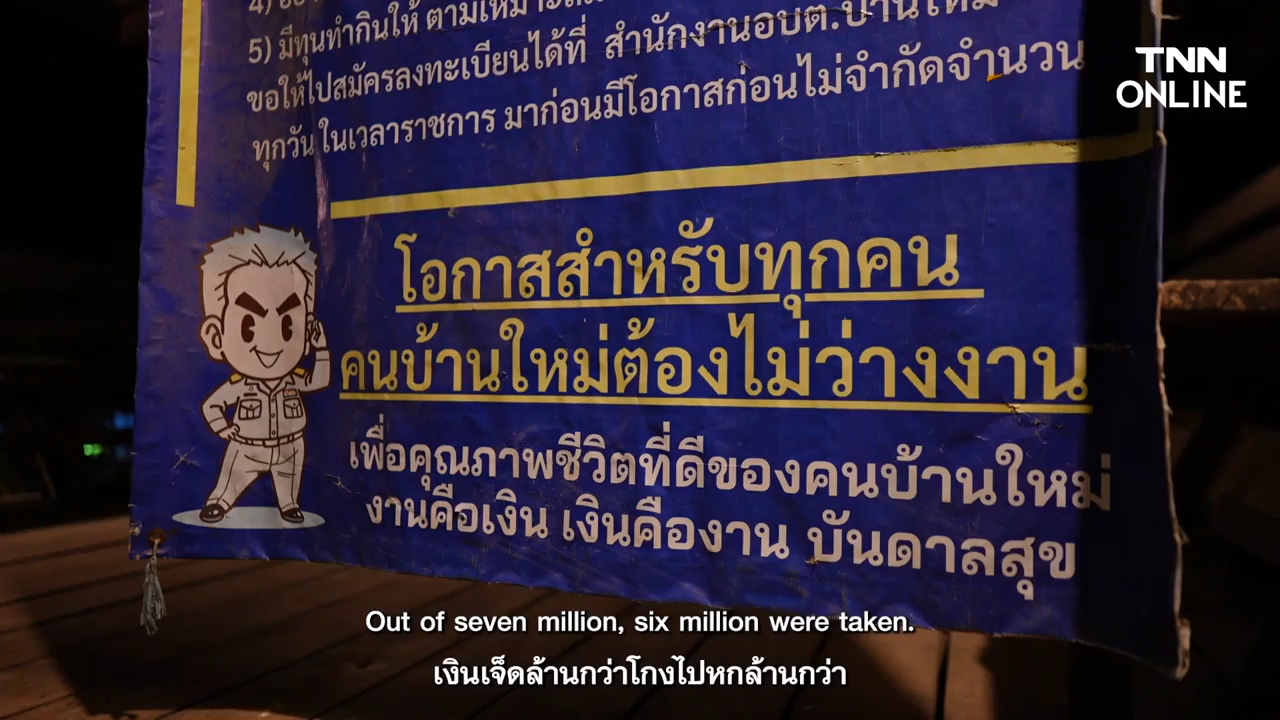 5) มีทุนทำกินให้ ตามเหมาะสม
ขอให้ไปสมัครลงทะเบียนได้ที่ สำนักงานอบต.บ้านใหม่
ทุกวัน ในเวลาราชการ มาก่อนมีโอกาสก่อนไม่จำกัดจำนวน
TNN
ONLINE
โอกาสสำหรับทุกคน
คนบ้านใหม่ต้องไม่ว่างงาน
เพื่อคุณภาพชีวิตที่ดีของคนบ้านใหม่
งานคือเงิน เงินคืองาน บันดาลสุข
Out of seven million, six million were taken.
เงินเจ็ดล้านกว่าโกงไปหกล้านกว่า